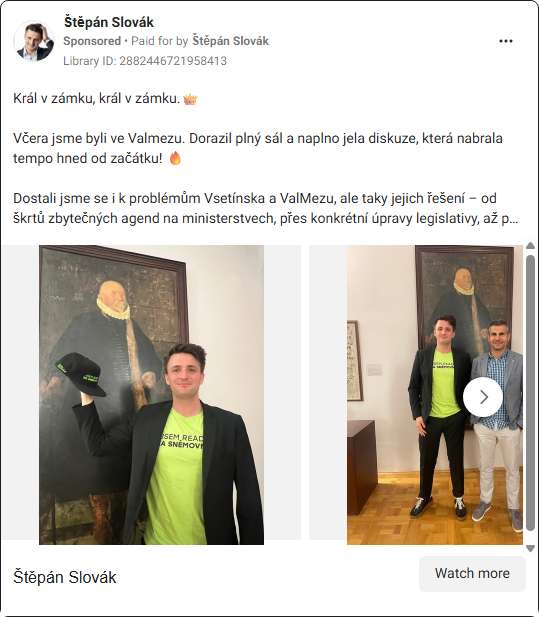 Štěpán Slovák
Sponsored • Paid for by Štěpán Slovák
Library ID: 2882446721958413
Král v zámku, král v zámku.
Včera jsme byli ve Valmezu. Dorazil plný sál a naplno jela diskuze, která nabrala
tempo hned od začátku!
Dostali jsme se i k problémům Vsetínska a ValMezu, ale taky jejich řešení – od
škrtů zbytečných agend na ministerstvech, přes konkrétní úpravy legislativy, až p...
JSEM READY
NA SNĚMOVN
Štěpán Slovák
Watch more